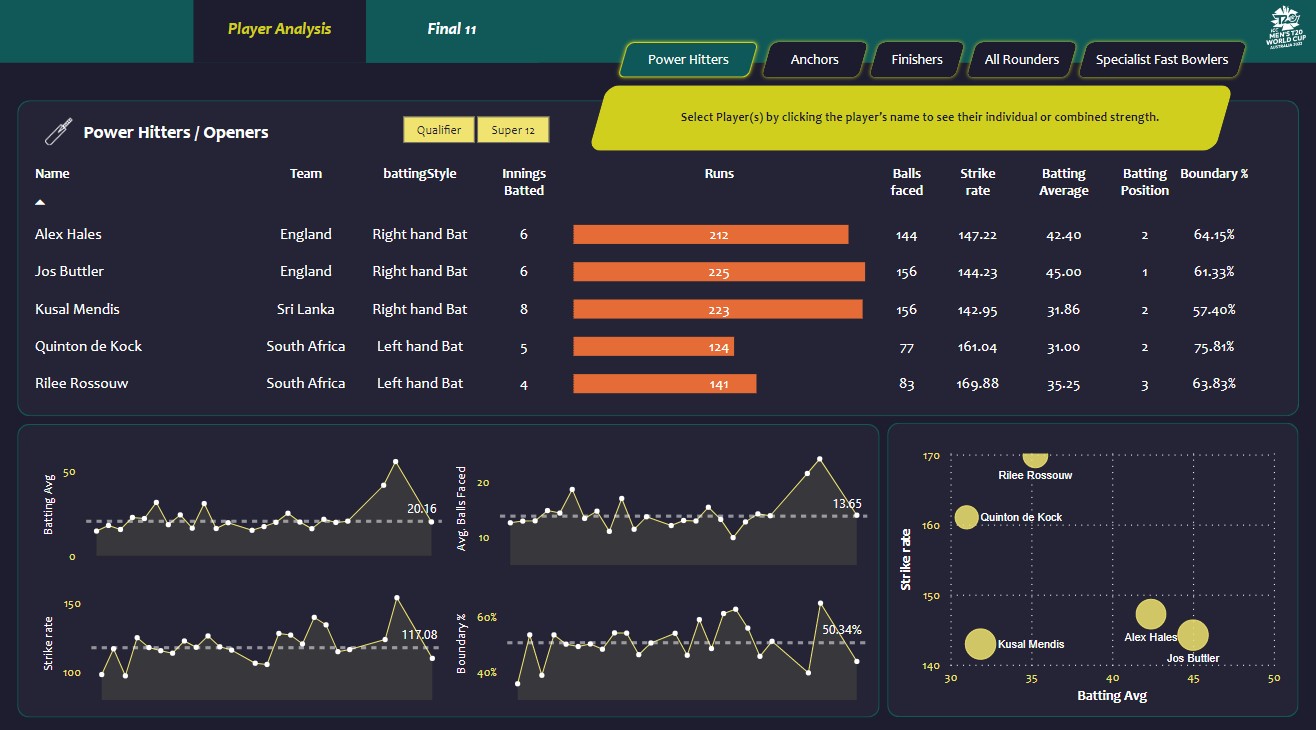 Player Analysis
Final 11
T20
ICC
MEN'S T20
WORLD CUP
AUSTRALIA 2022
Power Hitters
Anchors
Finishers
All Rounders
Specialist Fast Bowlers
Select Player(s) by clicking the player's name to see their individual or combined strength.
Power Hitters / Openers
Qualifier
Super 12
Name Team battingStyle Innings Batted Runs Balls faced Strike rate Batting Average Batting Position Boundary %
Alex Hales England Right hand Bat 6 212 144 147.22 42.40 2 64.15%
Jos Buttler England Right hand Bat 6 225 156 144.23 45.00 1 61.33%
Kusal Mendis Sri Lanka Right hand Bat 8 223 156 142.95 31.86 2 57.40%
Quinton de Kock South Africa Left hand Bat 5 124 77 161.04 31.00 2 75.81%
Rilee Rossouw South Africa Left hand Bat 4 141 83 169.88 35.25 3 63.83%
Batting Avg
50
0
20.16
Avg. Balls Faced
20
10
13.65
Strike rate
150
100
117.08
Boundary %
60%
40%
50.34%
Strike rate
170
160
150
140
Rilee Rossouw
Quinton de Kock
Alex Hales
Kusal Mendis
Jos Buttler
30 35 40 45 50
Batting Avg